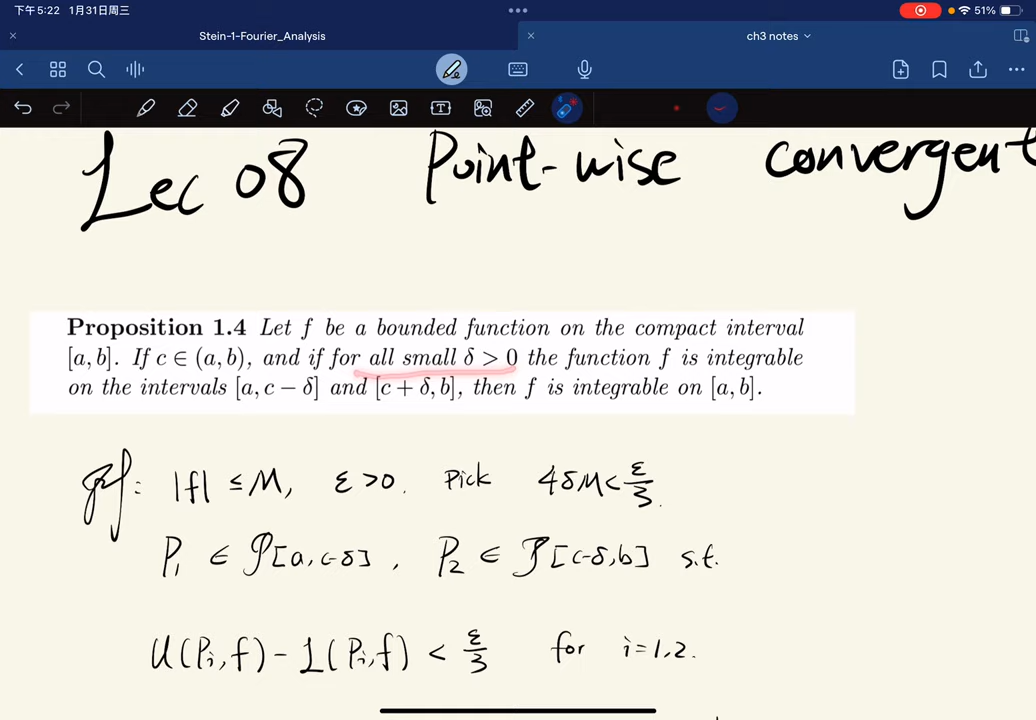 下午5:22 1月31日周三
51%
Stein-1-Fourier_Analysis
ch3 notes
Lec 08 Point-wise convergent
Proposition 1.4 Let f be a bounded function on the compact interval
[a, b]. If c ∈ (a, b), and if for all small δ > 0 the function f is integrable
on the intervals [a, c − δ] and [c + δ, b], then f is integrable on [a, b].
pf: |f| ≤ M, ε>0. Pick 4δM < ε/3.
P₁ ∈ 𝒫[a, c-δ], P₂ ∈ 𝒫[c-δ, b] s.t.
U(Pᵢ,f) - L(Pᵢ,f) < ε/3 for i=1,2.